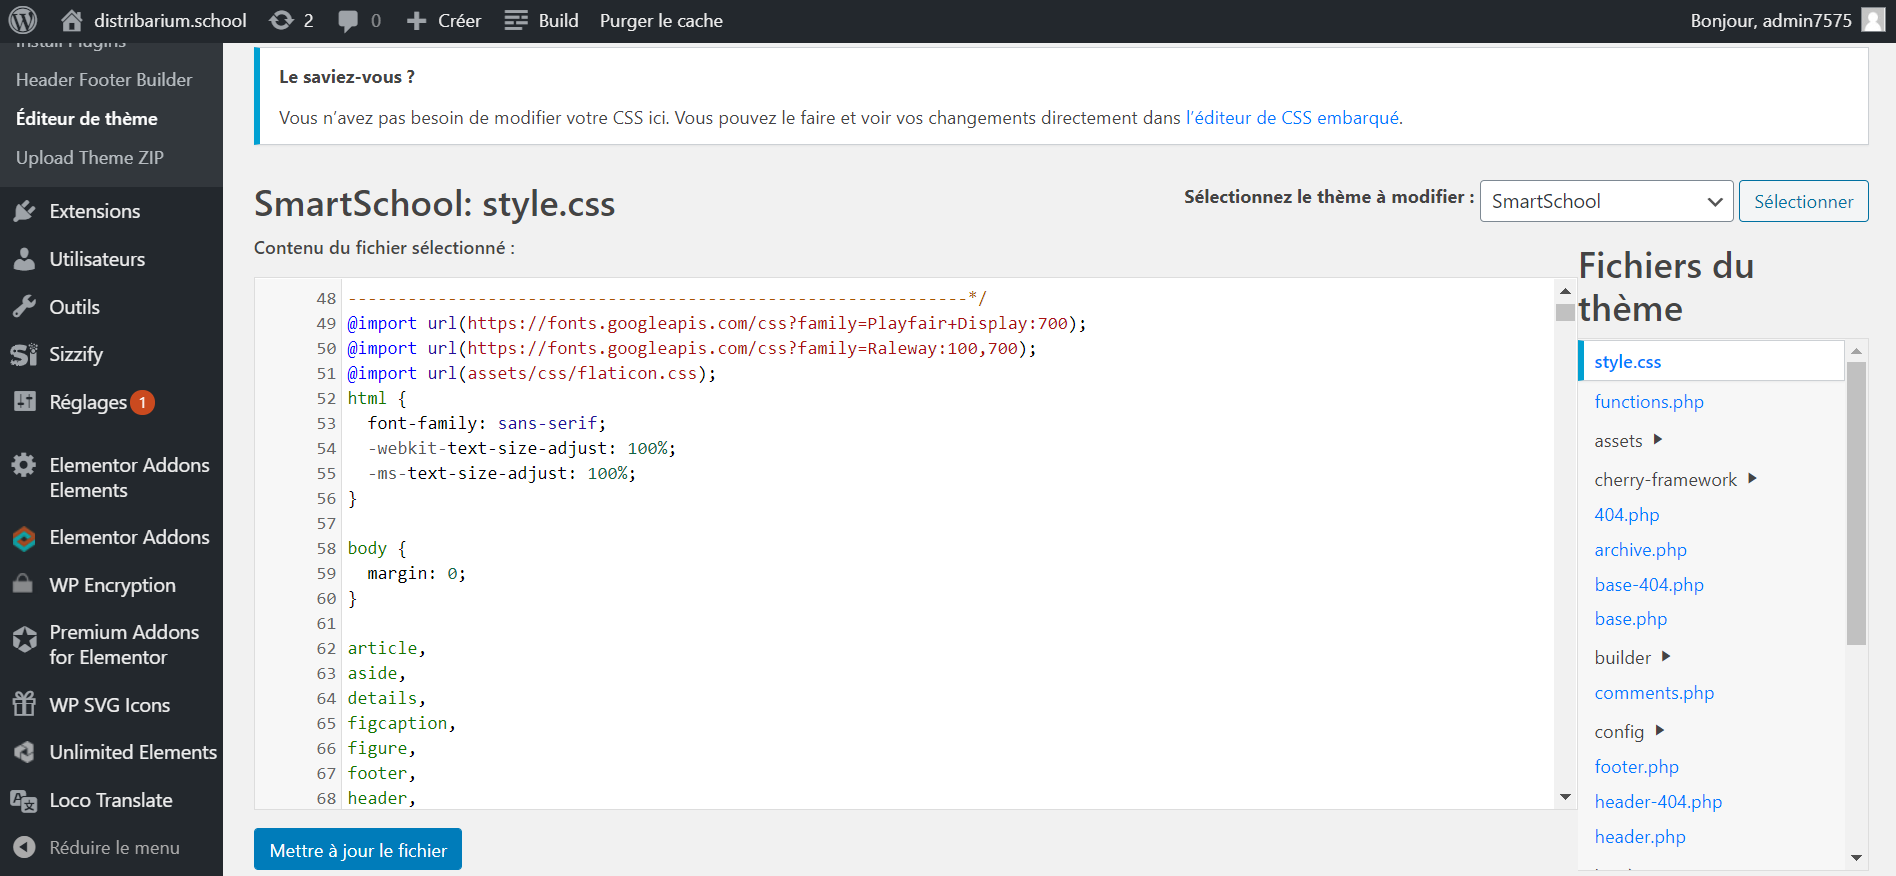 distribarium.school 2 0 Créer Build Purger le cache Bonjour, admin7575
Install Plugins
Header Footer Builder
Éditeur de thème
Upload Theme ZIP
Extensions
Utilisateurs
Outils
Sizzify
Réglages 1
Elementor Addons
Elements
Elementor Addons
WP Encryption
Premium Addons
for Elementor
WP SVG Icons
Unlimited Elements
Loco Translate
Réduire le menu
Le saviez-vous ?
Vous n’avez pas besoin de modifier votre CSS ici. Vous pouvez le faire et voir vos changements directement dans l’éditeur de CSS embarqué.
SmartSchool: style.css
Sélectionnez le thème à modifier : SmartSchool Sélectionner
Contenu du fichier sélectionné :
48 --------------------------------------------------------------*/
49 @import url(https://fonts.googleapis.com/css?family=Playfair+Display:700);
50 @import url(https://fonts.googleapis.com/css?family=Raleway:100,700);
51 @import url(assets/css/flaticon.css);
52 html {
53 font-family: sans-serif;
54 -webkit-text-size-adjust: 100%;
55 -ms-text-size-adjust: 100%;
56 }
57
58 body {
59 margin: 0;
60 }
61
62 article,
63 aside,
64 details,
65 figcaption,
66 figure,
67 footer,
68 header,
Mettre à jour le fichier
Fichiers du
thème
style.css
functions.php
assets
cherry-framework
404.php
archive.php
base-404.php
base.php
builder
comments.php
config
footer.php
header-404.php
header.php